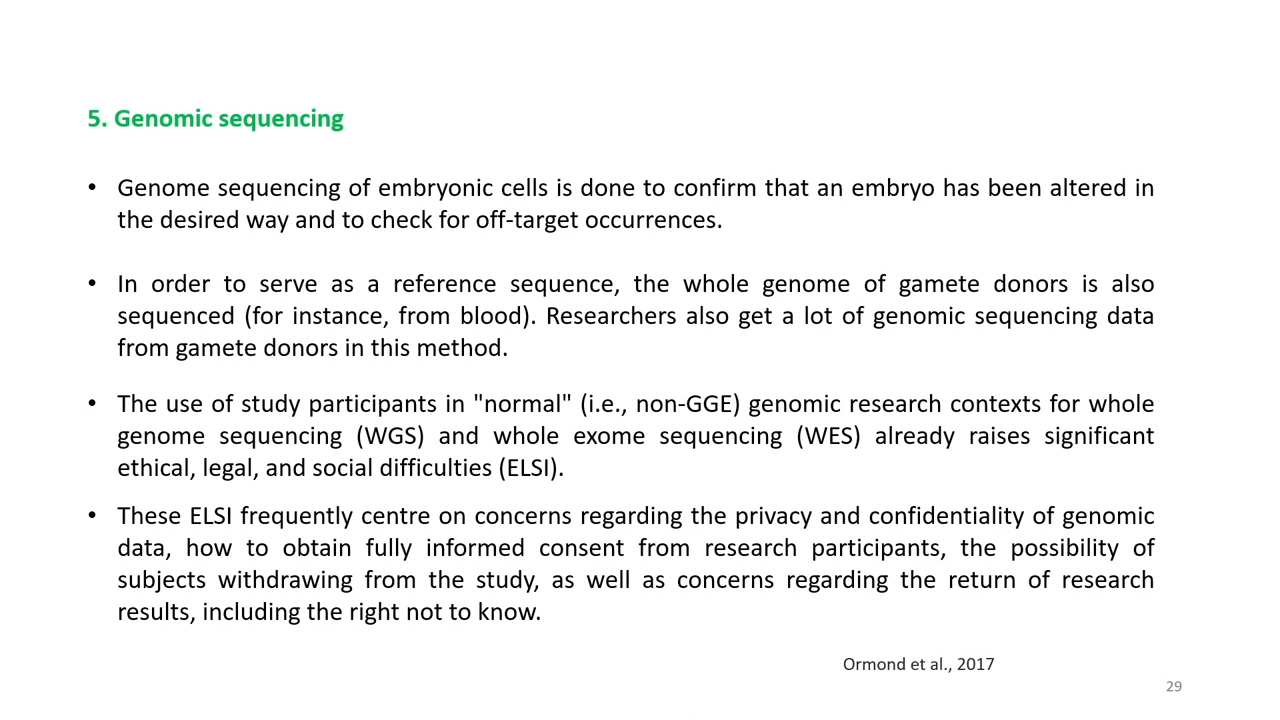 5. Genomic sequencing
• Genome sequencing of embryonic cells is done to confirm that an embryo has been altered in
the desired way and to check for off-target occurrences.
• In order to serve as a reference sequence, the whole genome of gamete donors is also
sequenced (for instance, from blood). Researchers also get a lot of genomic sequencing data
from gamete donors in this method.
• The use of study participants in "normal" (i.e., non-GGE) genomic research contexts for whole
genome sequencing (WGS) and whole exome sequencing (WES) already raises significant
ethical, legal, and social difficulties (ELSI).
• These ELSI frequently centre on concerns regarding the privacy and confidentiality of genomic
data, how to obtain fully informed consent from research participants, the possibility of
subjects withdrawing from the study, as well as concerns regarding the return of research
results, including the right not to know.
Ormond et al., 2017
29